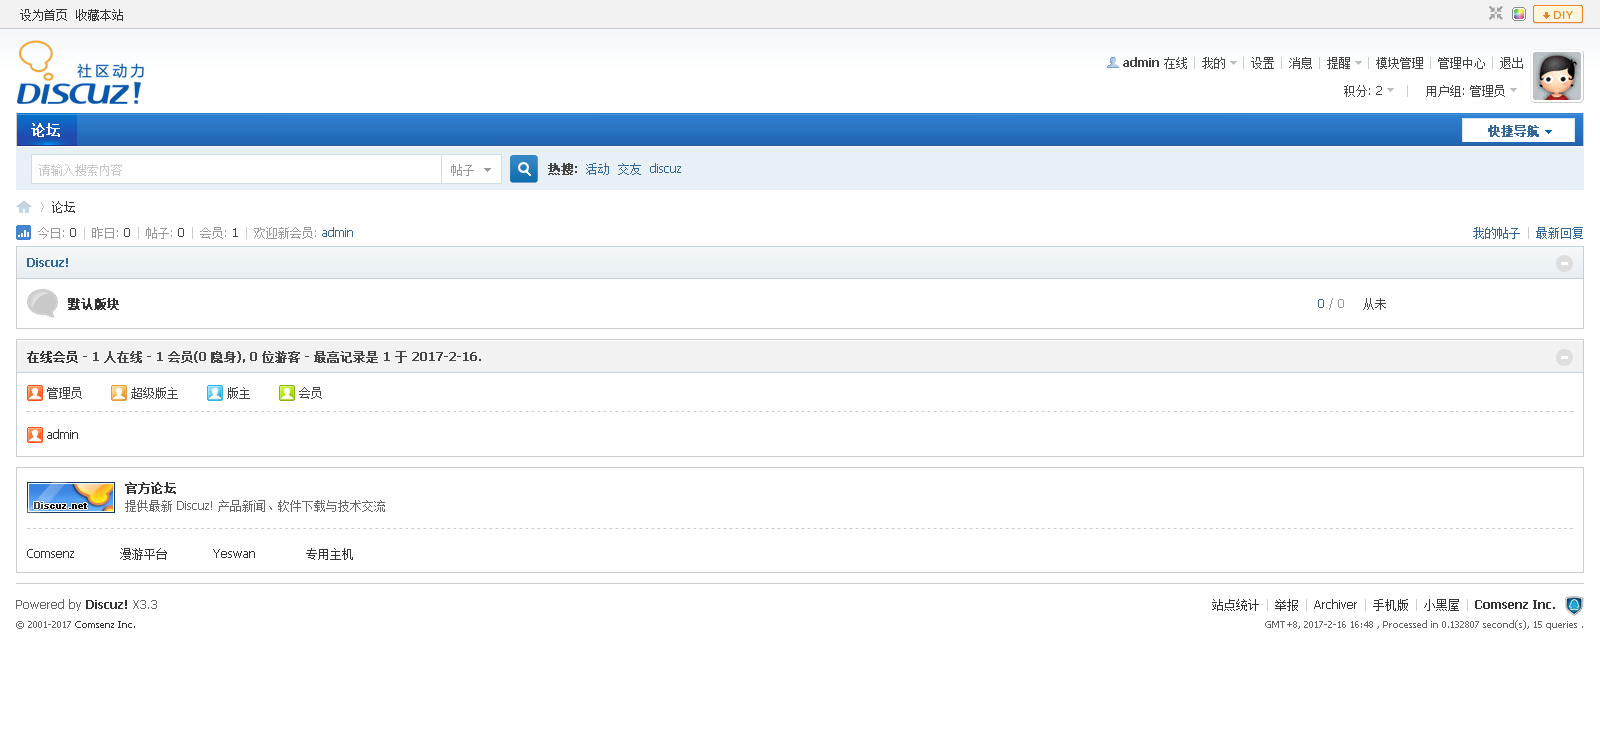 设为首页 收藏本站 DIY
社区动力
DISCUZ!
admin 在线 我的 设置 消息 提醒 模块管理 管理中心 退出
积分: 2 用户组: 管理员
论坛 快捷导航
请输入搜索内容 帖子 热搜: 活动 交友 discuz
论坛
今日: 0 昨日: 0 帖子: 0 会员: 1 欢迎新会员: admin 我的帖子 最新回复
Discuz!
默认版块 0 / 0 从未
在线会员 - 1 人在线 - 1 会员(0 隐身), 0 位游客 - 最高记录是 1 于 2017-2-16.
管理员 超级版主 版主 会员
admin
Discuz.net 官方论坛
提供最新 Discuz! 产品新闻、软件下载与技术交流
Comsenz 漫游平台 Yeswan 专用主机
Powered by Discuz! X3.3 站点统计 举报 Archiver 手机版 小黑屋 Comsenz Inc.
© 2001-2017 Comsenz Inc. GMT+8, 2017-2-16 16:48 , Processed in 0.132807 second(s), 15 queries .